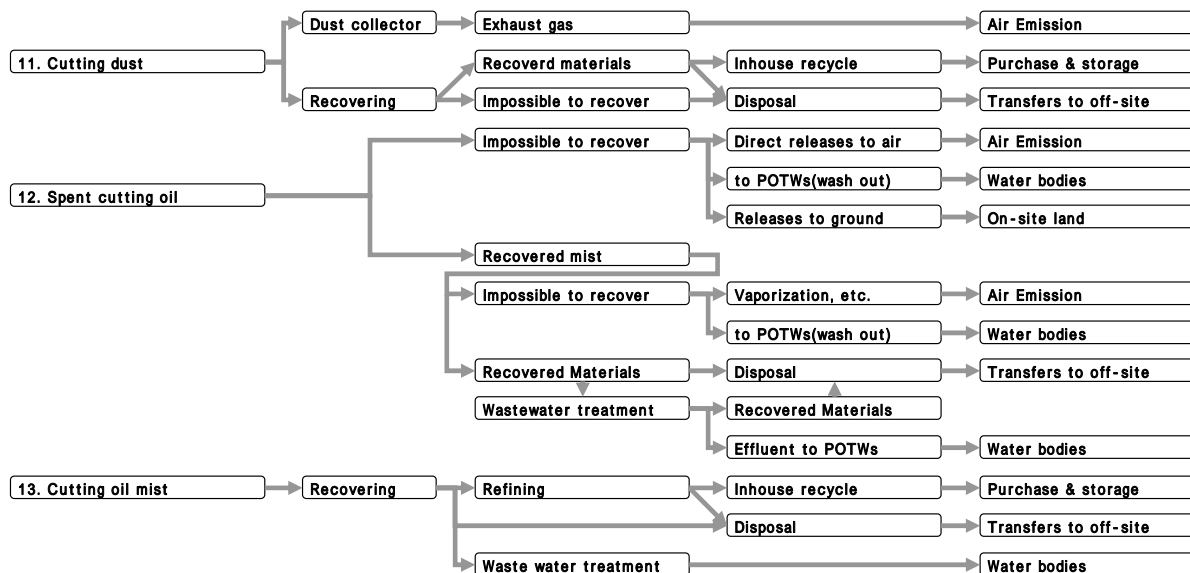 Dust collector Exhaust gas Air Emission
11. Cutting dust Recoverd materials Inhouse recycle Purchase & storage
Recovering Impossible to recover Disposal Transfers to off-site
Impossible to recover Direct releases to air Air Emission
12. Spent cutting oil to POTWs(wash out) Water bodies
Releases to ground On-site land
Recovered mist
Impossible to recover Vaporization, etc. Air Emission
to POTWs(wash out) Water bodies
Recovered Materials Disposal Transfers to off-site
Wastewater treatment Recovered Materials
Effluent to POTWs Water bodies
13. Cutting oil mist Recovering Refining Inhouse recycle Purchase & storage
Disposal Transfers to off-site
Waste water treatment Water bodies